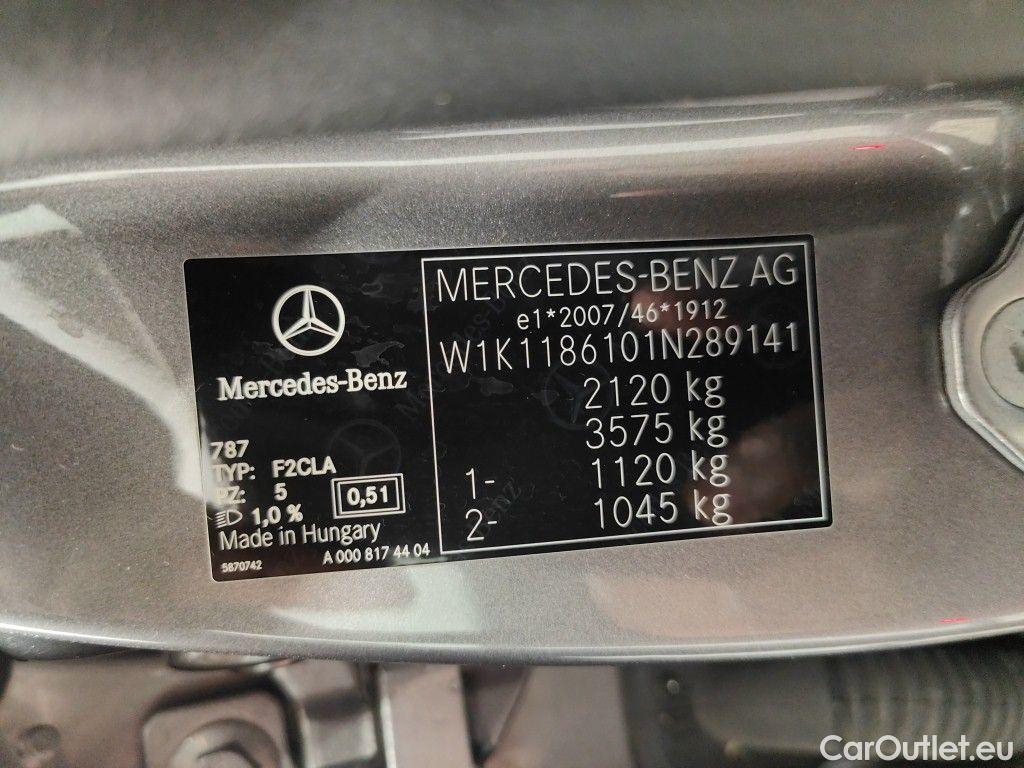 Mercedes-Benz
787
TYP: F2CLA
PZ: 5
0,51
1,0 %
Made in Hungary
5870742
A 000 817 44 04
MERCEDES-BENZ AG
e1*2007/46*1912
W1K1186101N289141
2120 kg
3575 kg
1- 1120 kg
2- 1045 kg
CarOutlet.eu